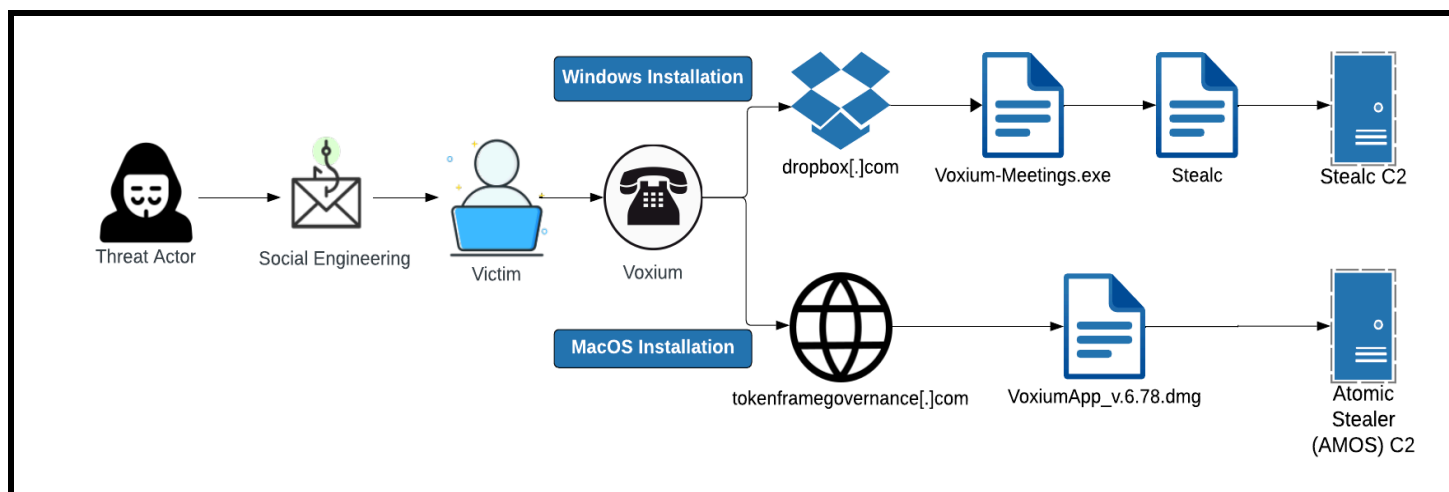 Windows Installation
dropbox[.]com
Voxium-Meetings.exe
Stealc
Stealc C2
Threat Actor
Social Engineering
Victim
Voxium
MacOS Installation
tokenframegovernance[.]com
VoxiumApp_v.6.78.dmg
Atomic
Stealer
(AMOS) C2